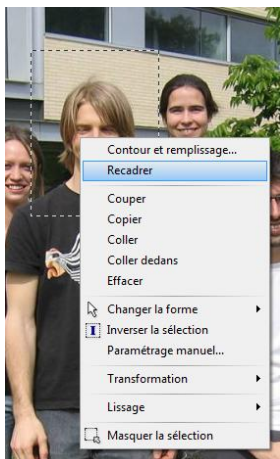 Contour et remplissage...
Recadrer
Couper
Copier
Coller
Coller dedans
Effacer
Changer la forme
Inverser la sélection
Paramétrage manuel...
Transformation
Lissage
Masquer la sélection